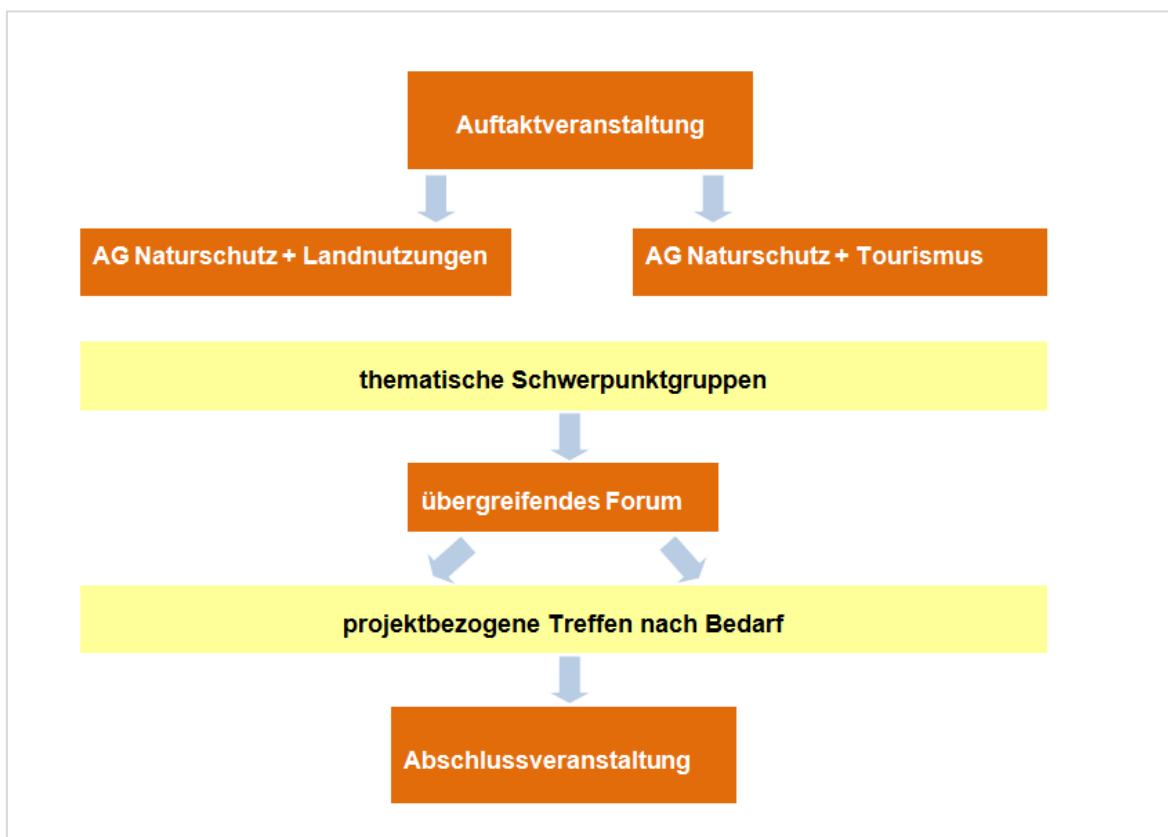 Auftaktveranstaltung
AG Naturschutz + Landnutzungen
AG Naturschutz + Tourismus
thematische Schwerpunktgruppen
übergreifendes Forum
projektbezogene Treffen nach Bedarf
Abschlussveranstaltung